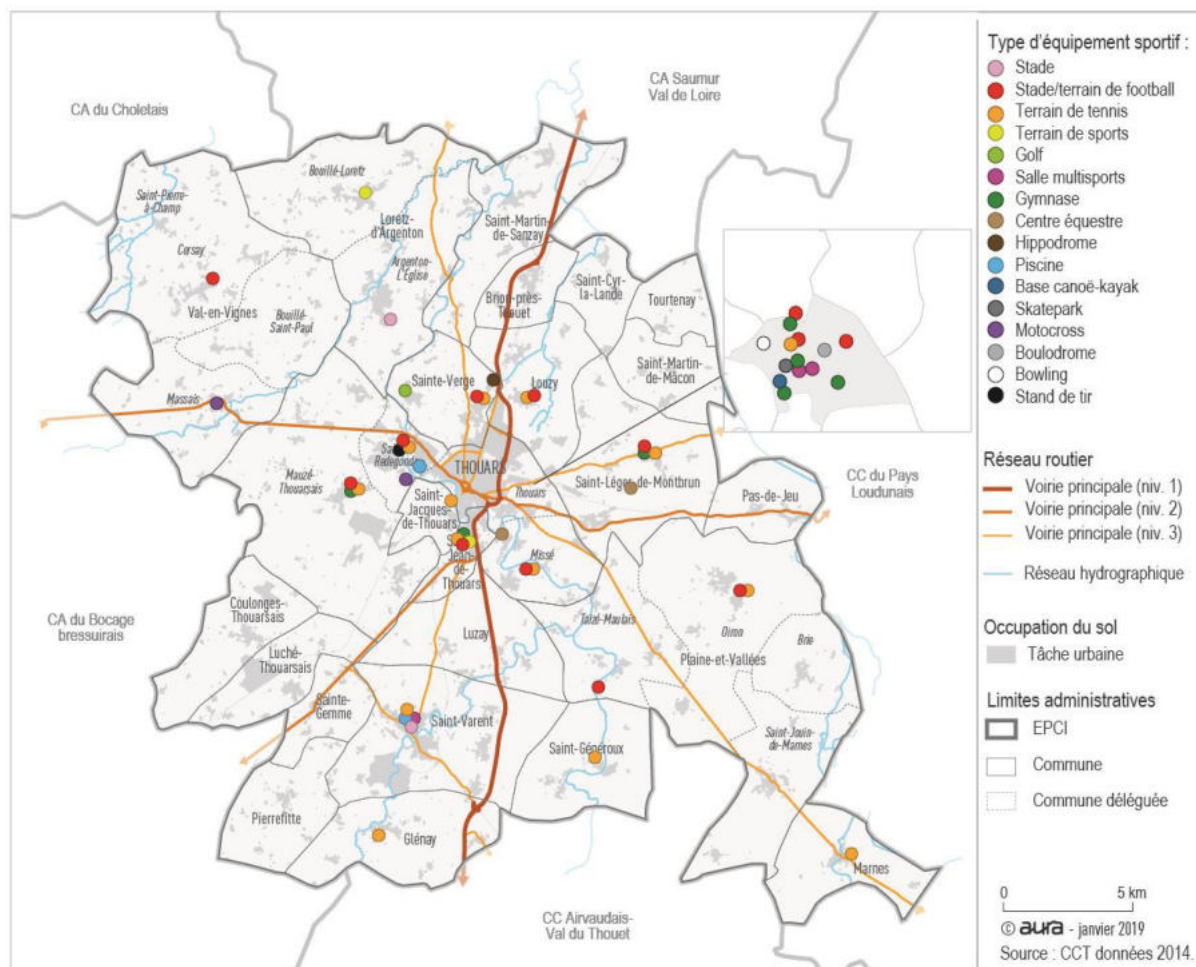 CA du Choletais
CA Saumur
Val de Loire
Saint-Pierre-
à-Champ
Bouillé-Loretz
Cersay
Loretz-
d'Argenton
Saint-Martin-
de-Sanzay
Argenton-
L'Église
Val-en-Vignes
Bouillé-
Saint-Paul
Brion-près-
Thouet
Saint-Cyr-
la-Lande
Tourtenay
Saint-Martin-
de-Mâcon
Massais
Sainte-Verge
Louzy
Mauzé-
Thouarsais
THOUARS
Thouars
Saint-
Jacques-
de-Thouars
Saint-Léger-de-Montbrun
Pas-de-Jeu
CC du Pays
Loudunais
Jean-
de-
Thouars
Missé
CA du Bocage
bressuirais
Coulonges-
Thouarsais
Luché-
Thouarsais
Luzay
Taizé-Maulais
Oiron
Brie
Plaine-et-Vallées
Sainte-
Gemme
Saint-Varent
Saint-Généroux
Saint-Jouin-
de-Marnes
Pierrefitte
Glénay
Marnes
CC Airvaudais-
Val du Thouet
Type d'équipement sportif :
Stade
Stade/terrain de football
Terrain de tennis
Terrain de sports
Golf
Salle multisports
Gymnase
Centre équestre
Hippodrome
Piscine
Base canoë-kayak
Skatepark
Motocross
Boulodrome
Bowling
Stand de tir
Réseau routier
Voirie principale (niv. 1)
Voirie principale (niv. 2)
Voirie principale (niv. 3)
Réseau hydrographique
Occupation du sol
Tâche urbaine
Limites administratives
EPCI
Commune
Commune déléguée
0 5 km
© aura - janvier 2019
Source : CCT données 2014.